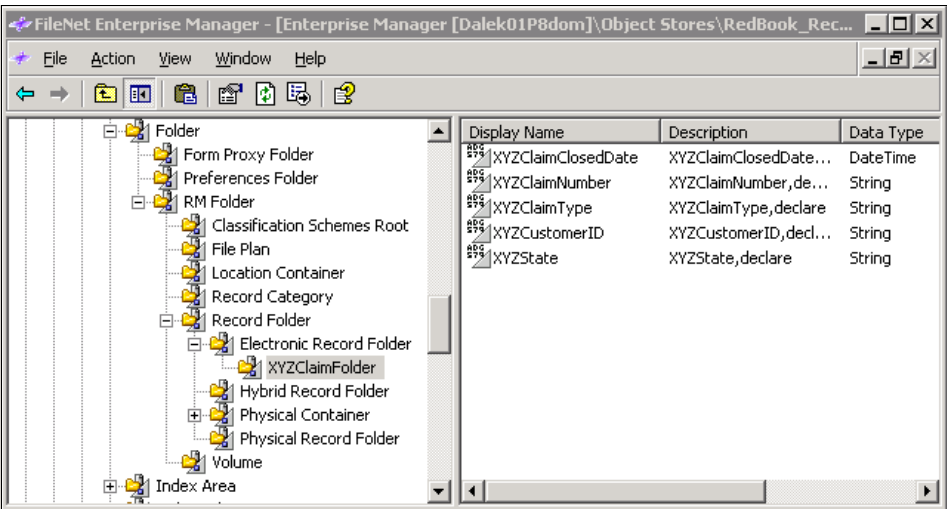 FileNet Enterprise Manager - [Enterprise Manager [Dalek01P8dom]\Object Stores\RedBook_Rec...
File Action View Window Help
Folder
Form Proxy Folder
Preferences Folder
RM Folder
Classification Schemes Root
File Plan
Location Container
Record Category
Record Folder
Electronic Record Folder
XYZClaimFolder
Hybrid Record Folder
Physical Container
Physical Record Folder
Volume
Index Area
Display Name Description Data Type
XYZClaimClosedDate XYZClaimClosedDate... DateTime
XYZClaimNumber XYZClaimNumber,de... String
XYZClaimType XYZClaimType,declare String
XYZCustomerID XYZCustomerID,decl... String
XYZState XYZState,declare String